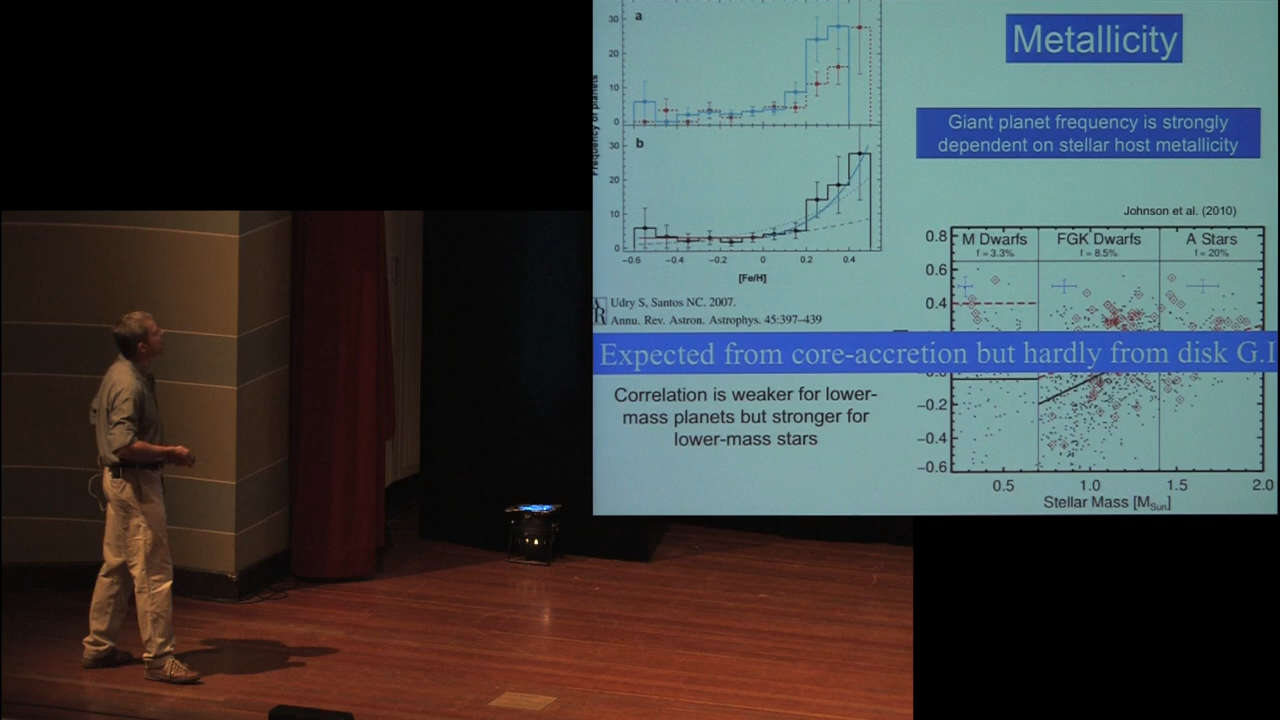 Metallicity
Giant planet frequency is strongly
dependent on stellar host metallicity
a
30
20
10
0
Frequency of planets
b
30
20
10
0
−0.6 −0.4 −0.2 0 0.2 0.4
[Fe/H]
AR
Udry S, Santos NC. 2007.
Annu. Rev. Astron. Astrophys. 45:397–439
Johnson et al. (2010)
M Dwarfs FGK Dwarfs A Stars
f = 3.3% f = 8.5% f = 20%
0.8
0.6
0.4
Expected from core-accretion but hardly from disk G.I
−0.2
−0.4
−0.6
0.5 1.0 1.5 2.0
Stellar Mass [MSun]
Correlation is weaker for lower-
mass planets but stronger for
lower-mass stars